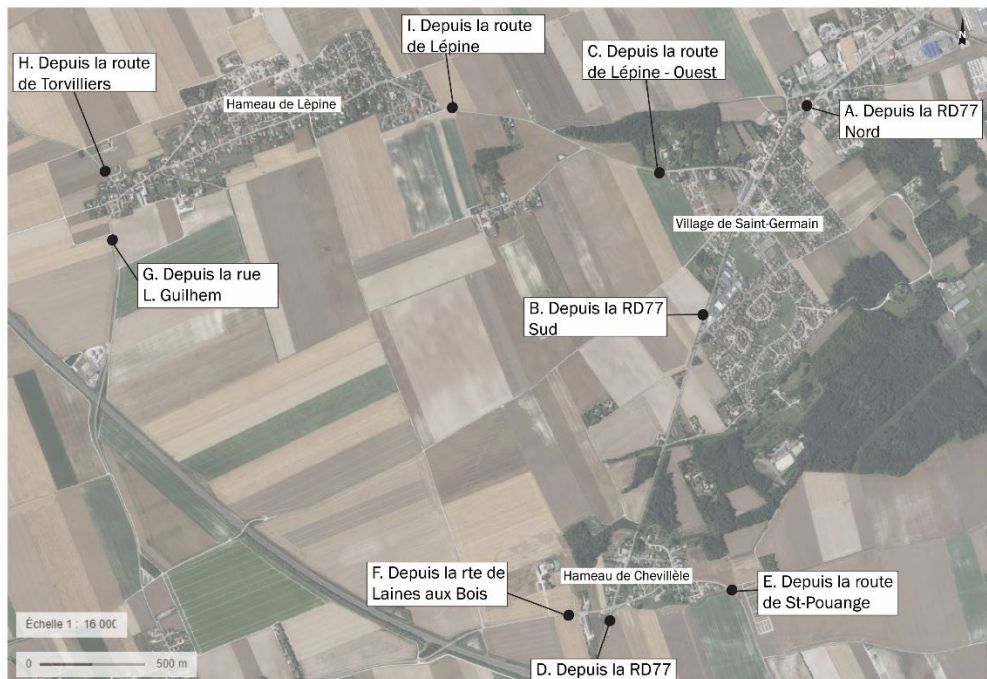 I. Depuis la route
de Lépine
C. Depuis la route
de Lépine - Ouest
N
H. Depuis la route
de Torvilliers
Hameau de Lèpine
A. Depuis la RD77
Nord
Village de Saint-Germain
G. Depuis la rue
L. Guilhem
B. Depuis la RD77
Sud
F. Depuis la rte de
Laines aux Bois
Hameau de Chevillèle
E. Depuis la route
de St-Pouange
D. Depuis la RD77
Échelle 1 : 16 000
0 500 m